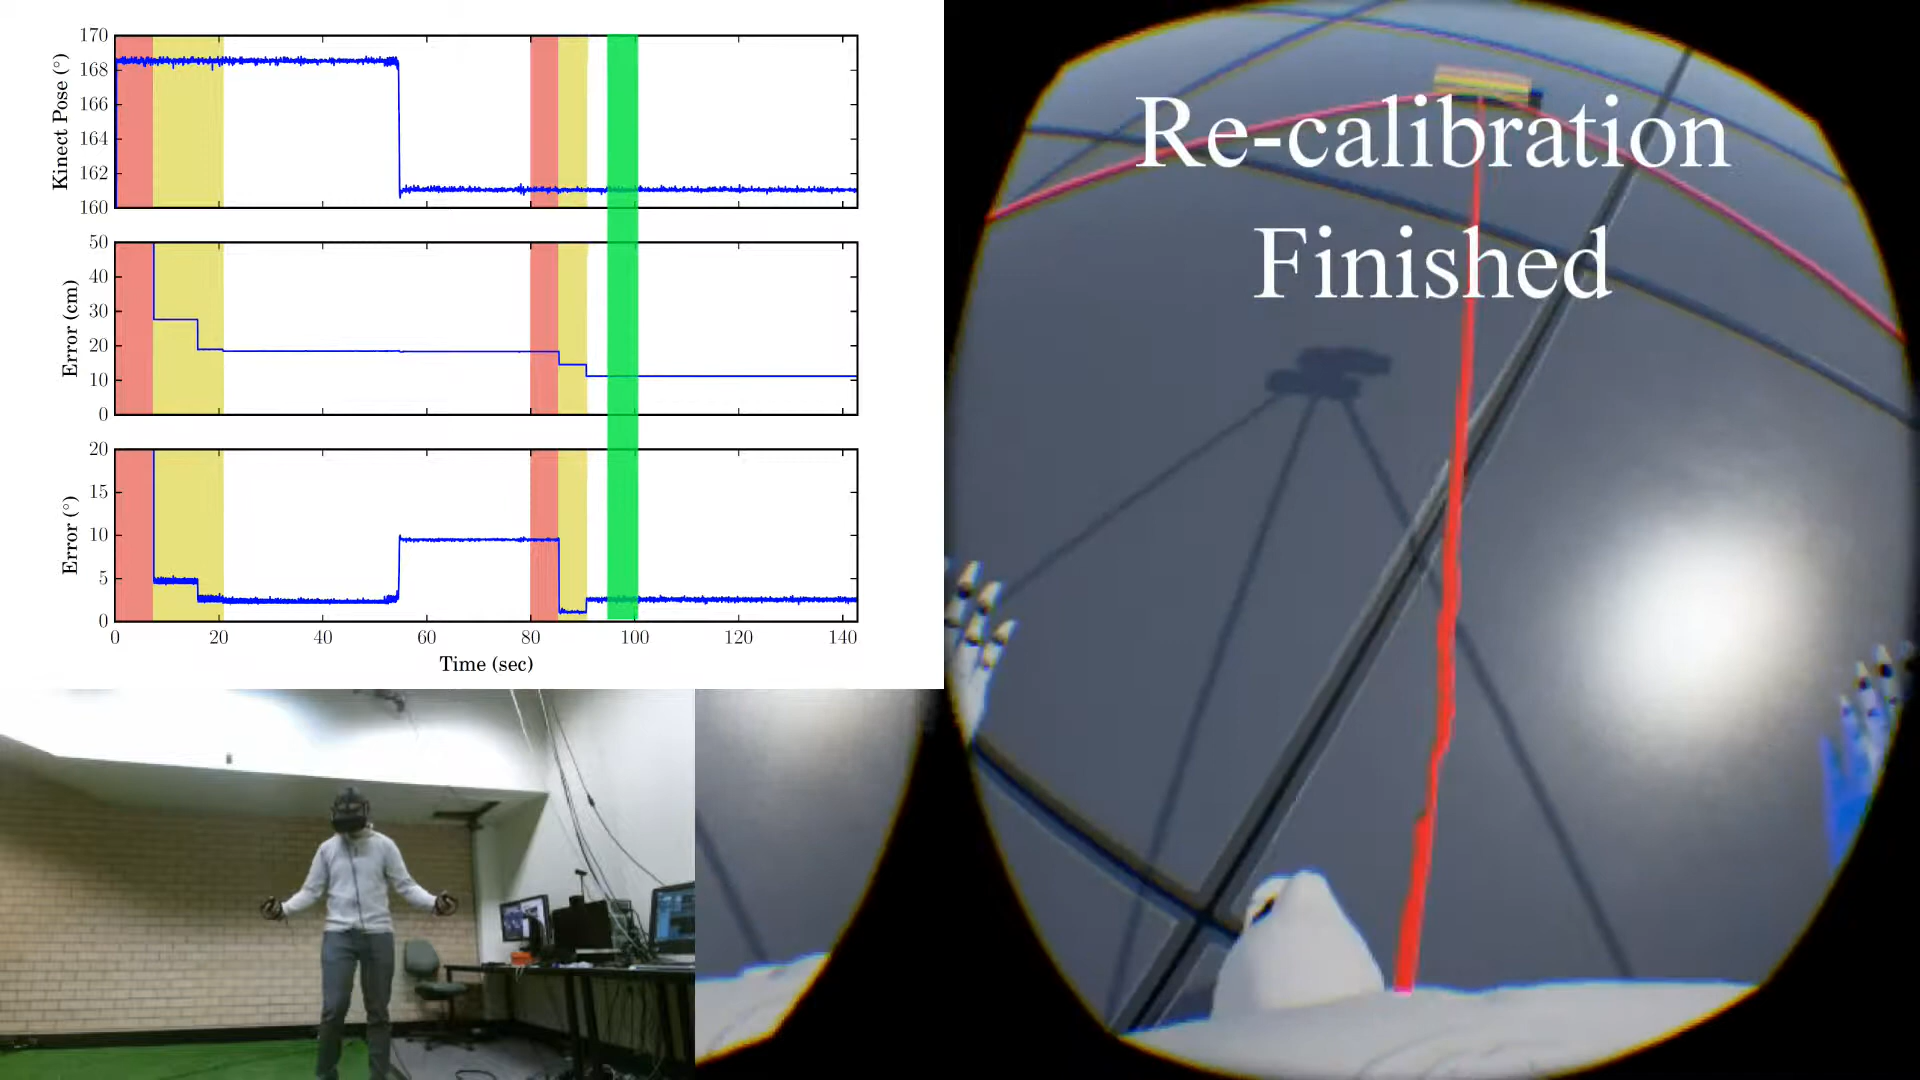 170
168
166
164
162
160
Kinect Pose (°)
50
40
30
20
10
0
Error (cm)
20
15
10
5
0
Error (°)
0 20 40 60 80 100 120 140
Time (sec)
Re-calibration
Finished